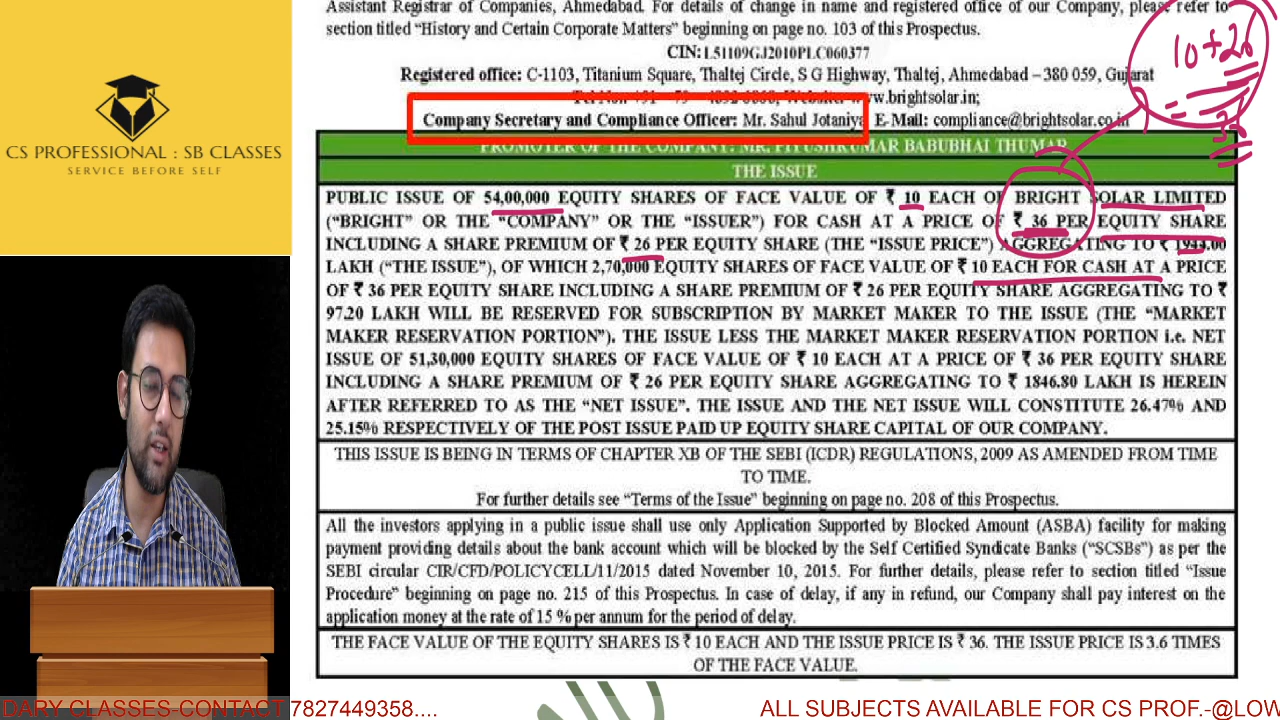 Assistant Registrar of Companies, Ahmedabad. For details of change in name and registered office of our Company, please refer to
section titled “History and Certain Corporate Matters” beginning on page no. 103 of this Prospectus.
CIN: L51109GJ2010PLC060377
Registered office: C-1103, Titanium Square, Thaltej Circle, S G Highway, Thaltej, Ahmedabad – 380 059, Gujarat
Website www.brightsolar.in;
Company Secretary and Compliance Officer: Mr. Sahul Jotaniya E-Mail: compliance@brightsolar.co.in
PROMOTER OF THE COMPANY: MR. PIYUSHKUMAR BABUBHAI THUMAR
THE ISSUE
PUBLIC ISSUE OF 54,00,000 EQUITY SHARES OF FACE VALUE OF ₹ 10 EACH OF BRIGHT SOLAR LIMITED
(“BRIGHT” OR THE “COMPANY” OR THE “ISSUER”) FOR CASH AT A PRICE OF ₹ 36 PER EQUITY SHARE
INCLUDING A SHARE PREMIUM OF ₹ 26 PER EQUITY SHARE (THE “ISSUE PRICE”) AGGREGATING TO ₹ 1944.00
LAKH (“THE ISSUE”), OF WHICH 2,70,000 EQUITY SHARES OF FACE VALUE OF ₹ 10 EACH FOR CASH AT A PRICE
OF ₹ 36 PER EQUITY SHARE INCLUDING A SHARE PREMIUM OF ₹ 26 PER EQUITY SHARE AGGREGATING TO ₹
97.20 LAKH WILL BE RESERVED FOR SUBSCRIPTION BY MARKET MAKER TO THE ISSUE (THE “MARKET
MAKER RESERVATION PORTION”). THE ISSUE LESS THE MARKET MAKER RESERVATION PORTION i.e. NET
ISSUE OF 51,30,000 EQUITY SHARES OF FACE VALUE OF ₹ 10 EACH AT A PRICE OF ₹ 36 PER EQUITY SHARE
INCLUDING A SHARE PREMIUM OF ₹ 26 PER EQUITY SHARE AGGREGATING TO ₹ 1846.80 LAKH IS HEREIN
AFTER REFERRED TO AS THE “NET ISSUE”. THE ISSUE AND THE NET ISSUE WILL CONSTITUTE 26.47% AND
25.15% RESPECTIVELY OF THE POST ISSUE PAID UP EQUITY SHARE CAPITAL OF OUR COMPANY.
THIS ISSUE IS BEING IN TERMS OF CHAPTER XB OF THE SEBI (ICDR) REGULATIONS, 2009 AS AMENDED FROM TIME
TO TIME.
For further details see “Terms of the Issue” beginning on page no. 208 of this Prospectus.
All the investors applying in a public issue shall use only Application Supported by Blocked Amount (ASBA) facility for making
payment providing details about the bank account which will be blocked by the Self Certified Syndicate Banks (“SCSBs”) as per the
SEBI circular CIR/CFD/POLICYCELL/11/2015 dated November 10, 2015. For further details, please refer to section titled “Issue
Procedure” beginning on page no. 215 of this Prospectus. In case of delay, if any in refund, our Company shall pay interest on the
application money at the rate of 15 % per annum for the period of delay.
THE FACE VALUE OF THE EQUITY SHARES IS ₹ 10 EACH AND THE ISSUE PRICE IS ₹ 36. THE ISSUE PRICE IS 3.6 TIMES
OF THE FACE VALUE.
10+26
CS PROFESSIONAL : SB CLASSES
SERVICE BEFORE SELF
DARY CLASSES-CONTACT 7827449358.... ALL SUBJECTS AVAILABLE FOR CS PROF.-@LOW